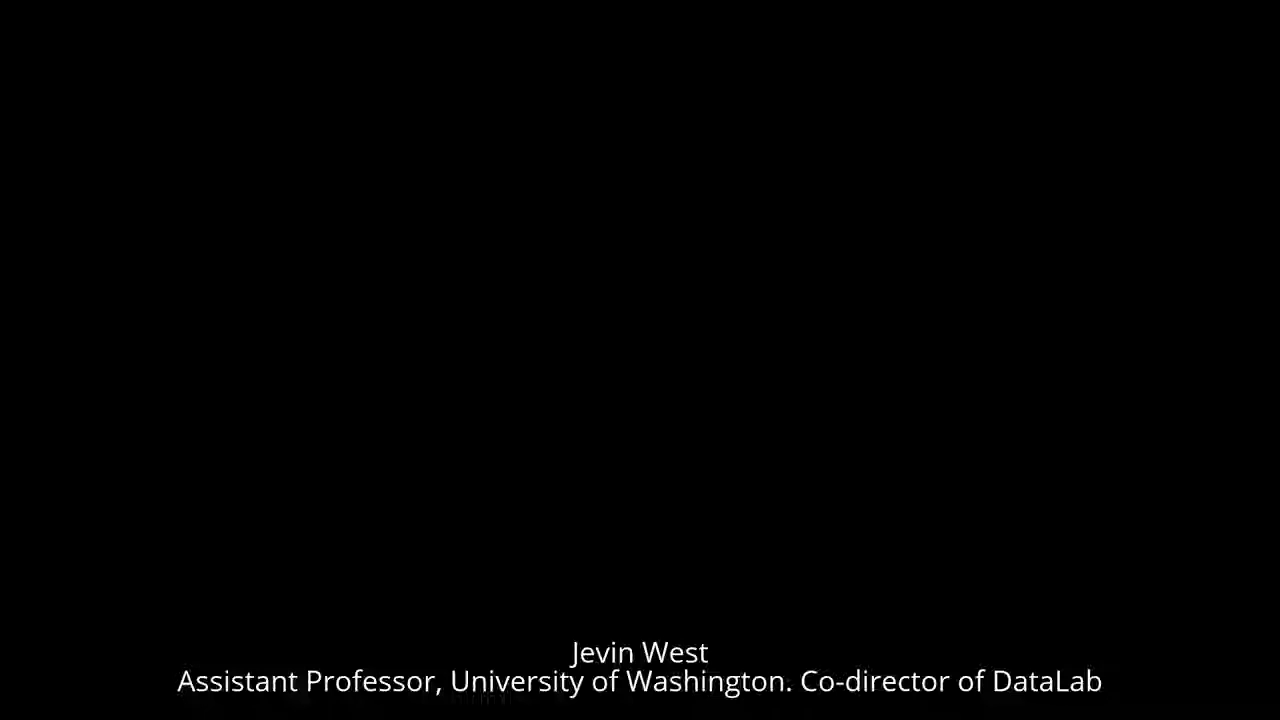 Jevin West
Assistant Professor, University of Washington. Co-director of DataLab